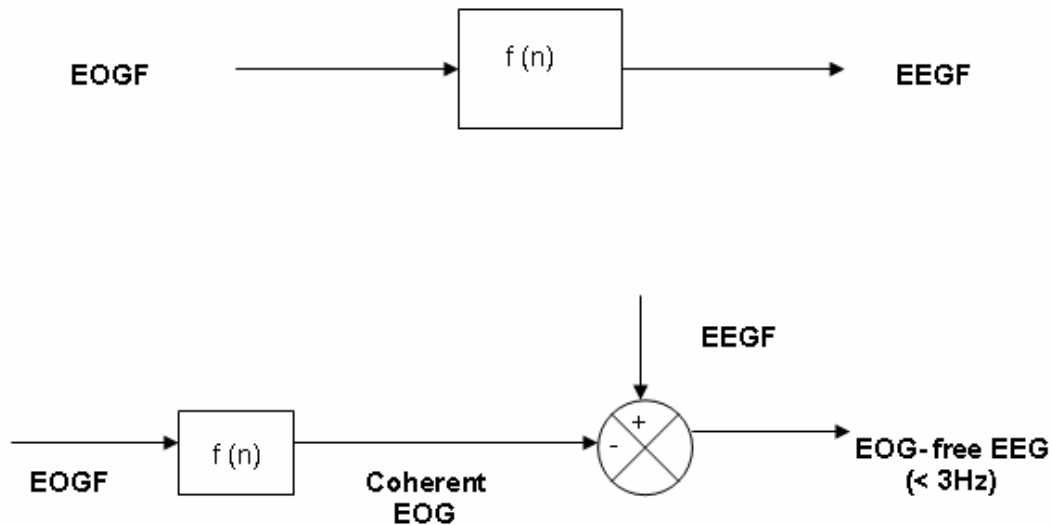 f (n)
EOGF
EEGF
EEGF
+
-
f (n)
EOGF
Coherent
EOG
EOG-free EEG
(< 3Hz)